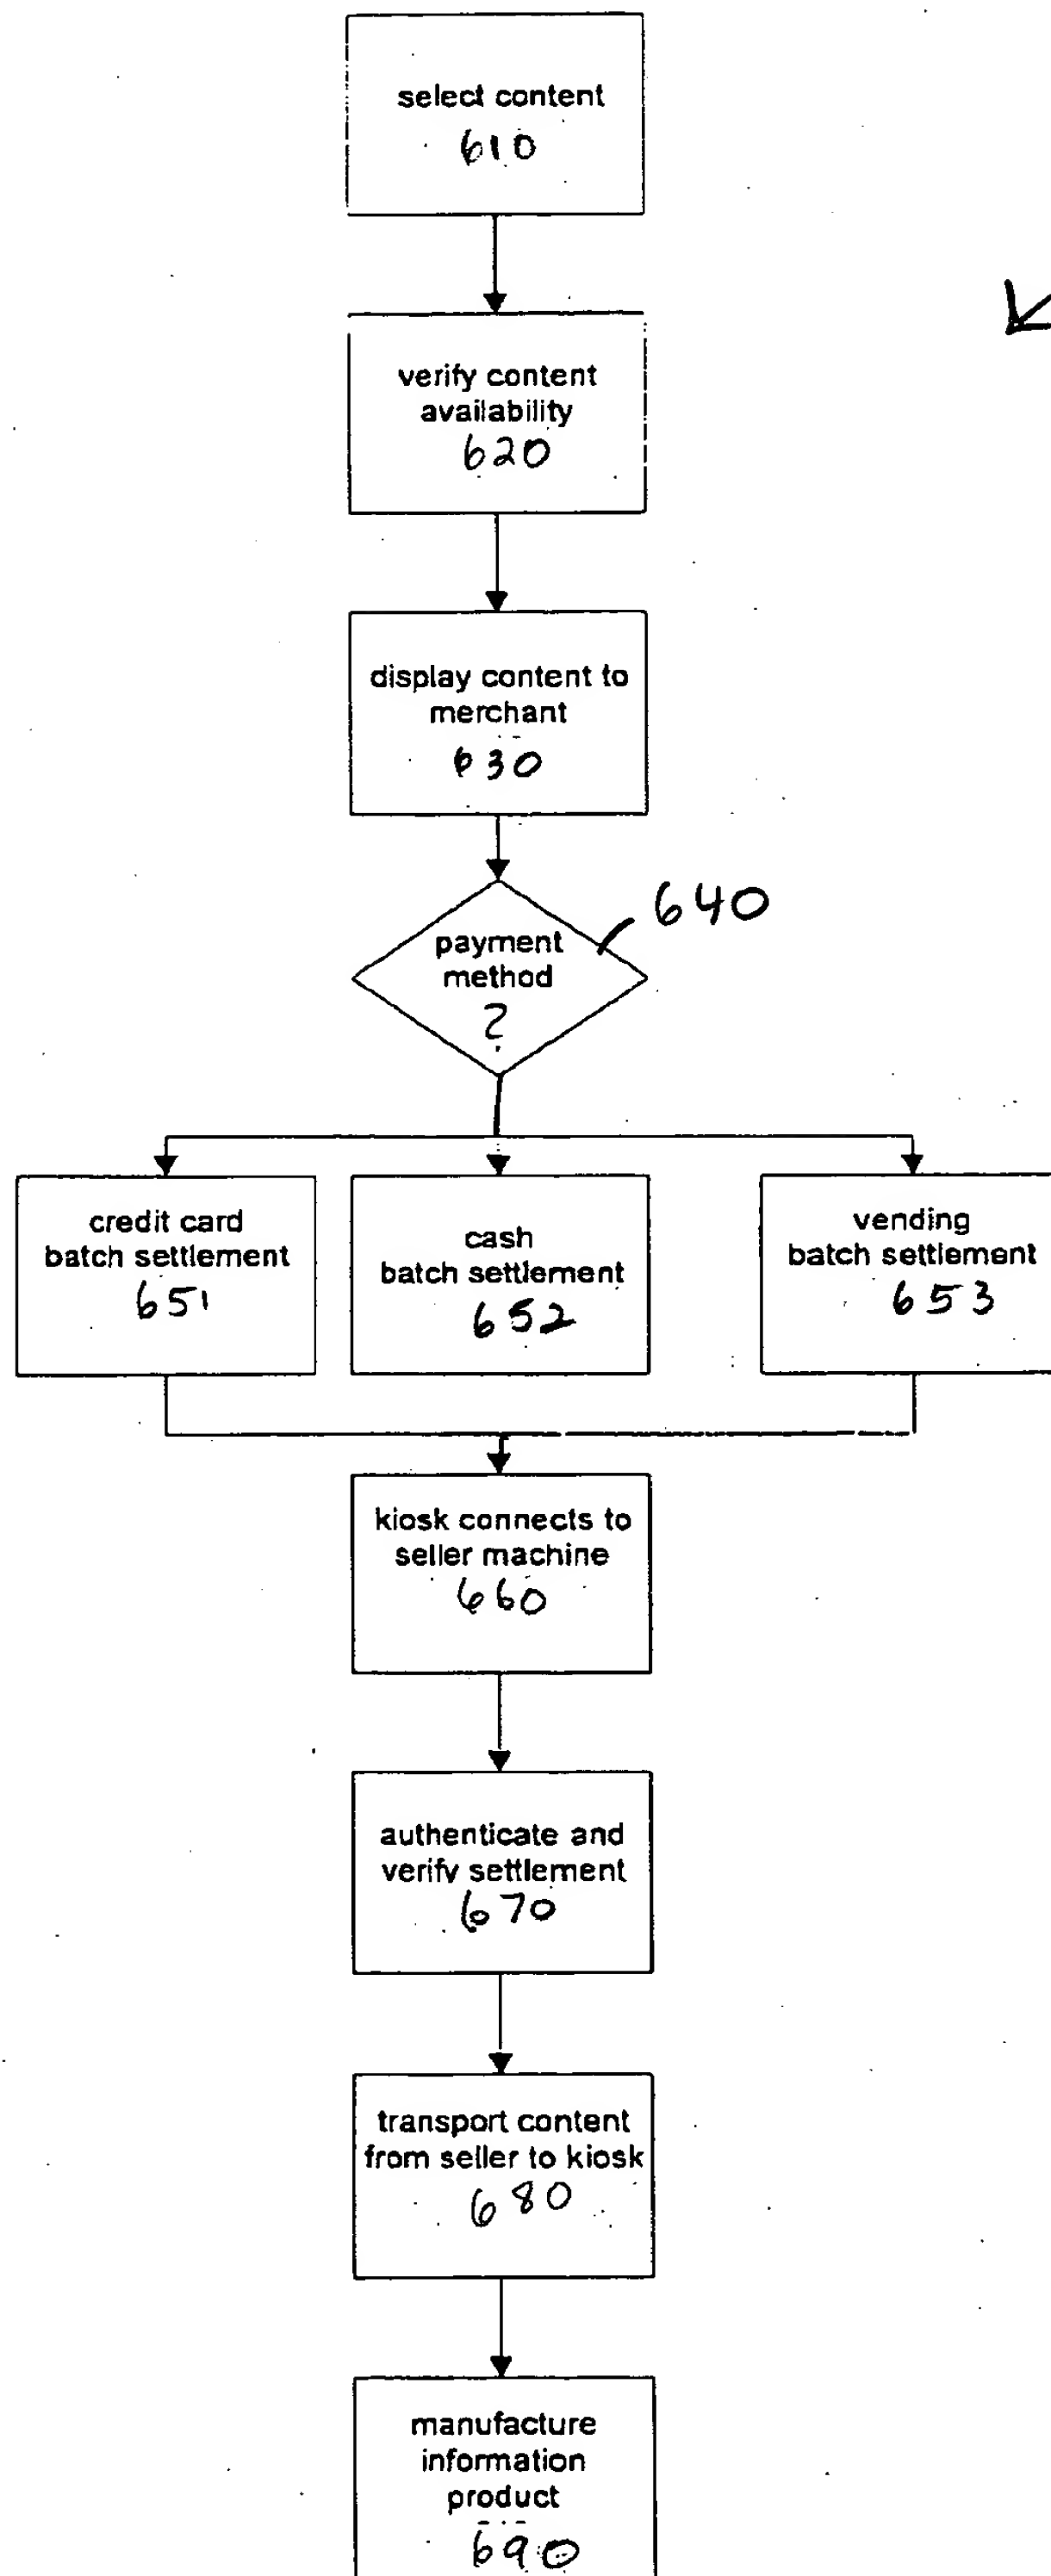 select content
610
verify content
availability
620
display content to
merchant
630
640
payment
method
?
credit card
batch settlement
651
cash
batch settlement
652
vending
batch settlement
653
kiosk connects to
seller machine
660
authenticate and
verify settlement
670
transport content
from seller to kiosk
680
manufacture
information
product
690